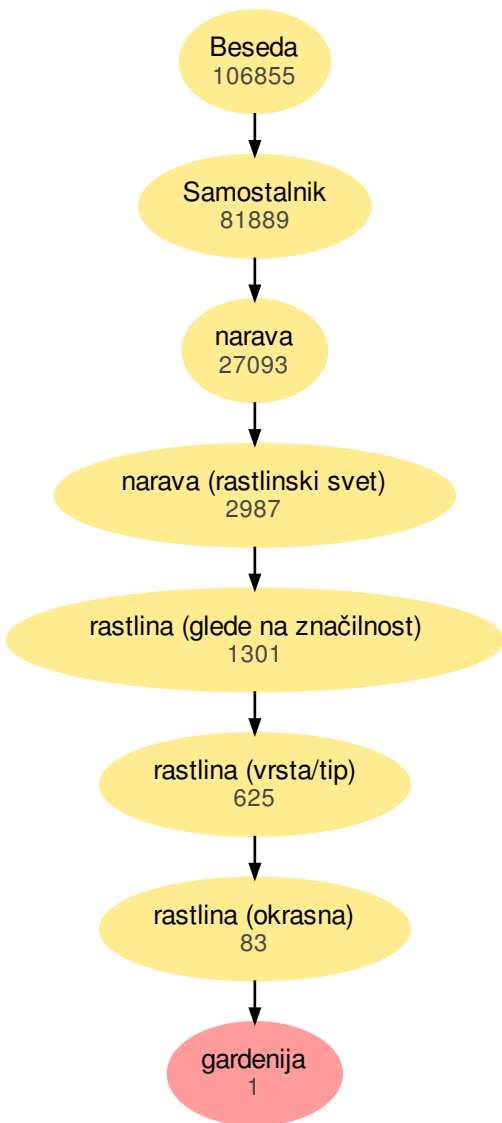 Beseda
106855
Samostalnik
81889
narava
27093
narava (rastlinski svet)
2987
rastlina (glede na značilnost)
1301
rastlina (vrsta/tip)
625
rastlina (okrasna)
83
gardenija
1